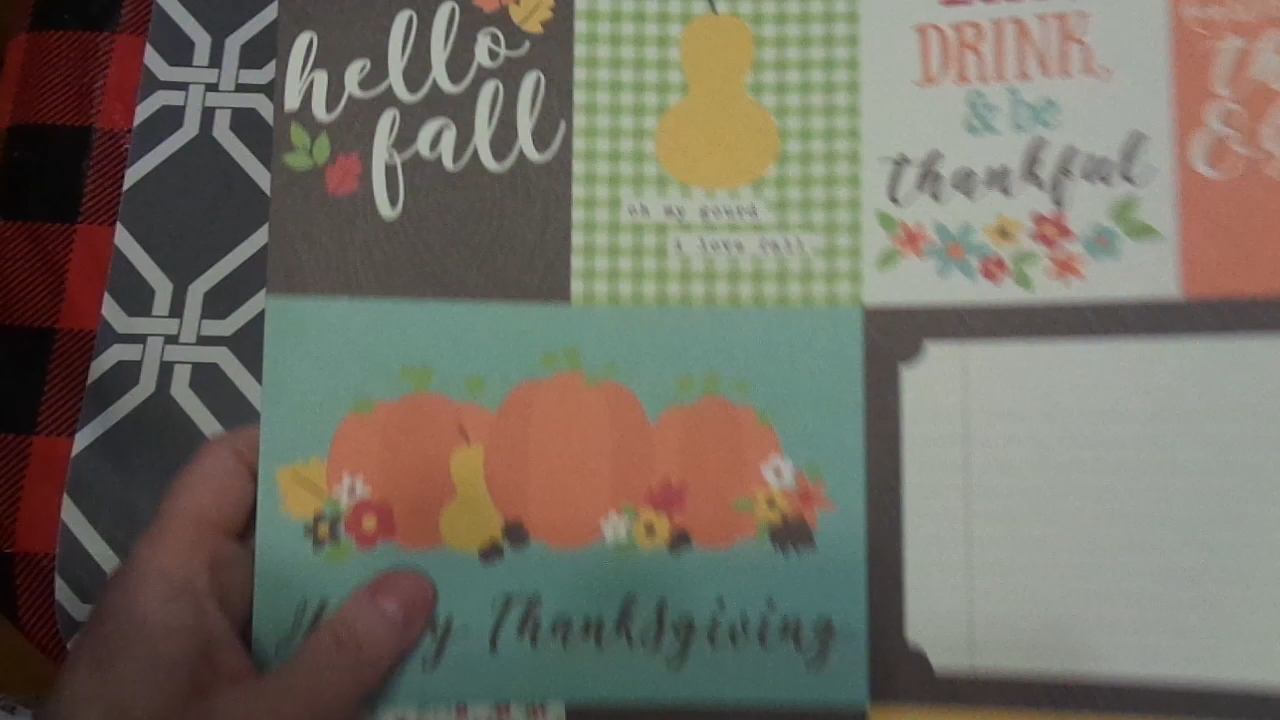 hello
fall
oh my gourd
i love fall.
DRINK,
& be
thankful
Thanksgiving